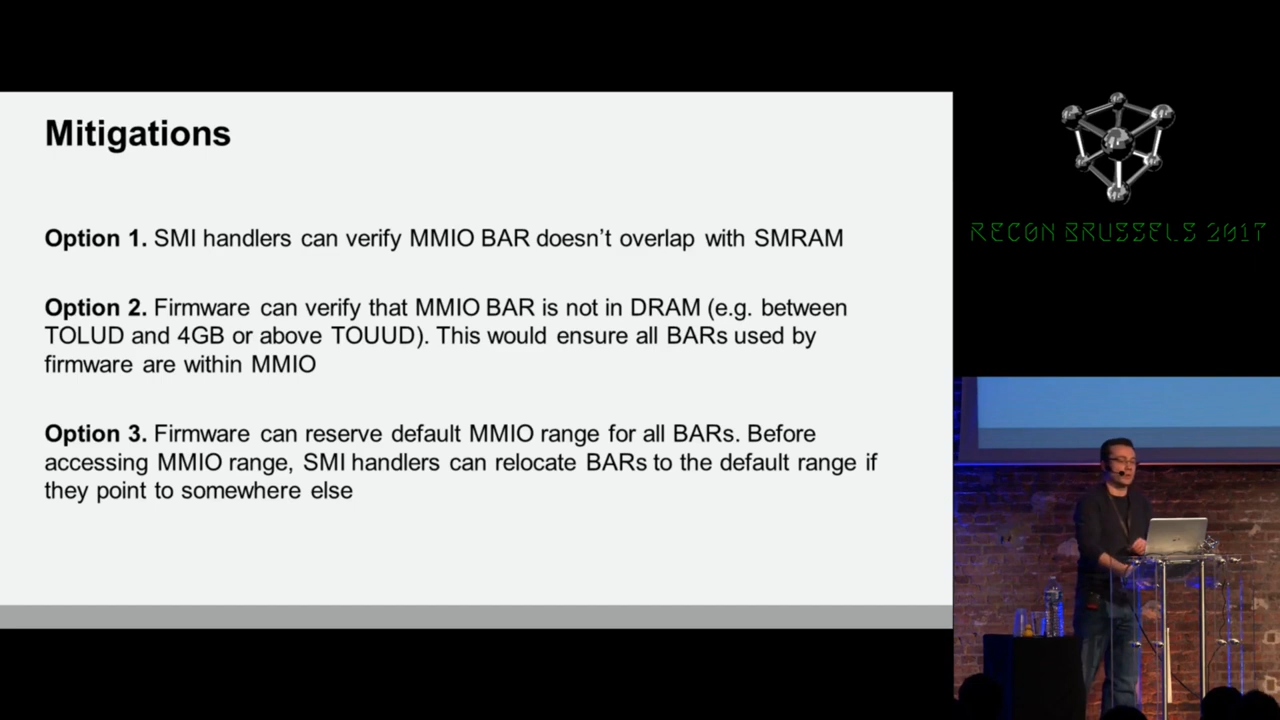 Mitigations
Option 1. SMI handlers can verify MMIO BAR doesn’t overlap with SMRAM
Option 2. Firmware can verify that MMIO BAR is not in DRAM (e.g. between
TOLUD and 4GB or above TOUUD). This would ensure all BARs used by
firmware are within MMIO
Option 3. Firmware can reserve default MMIO range for all BARs. Before
accessing MMIO range, SMI handlers can relocate BARs to the default range if
they point to somewhere else
RECON BRUSSELS 2017